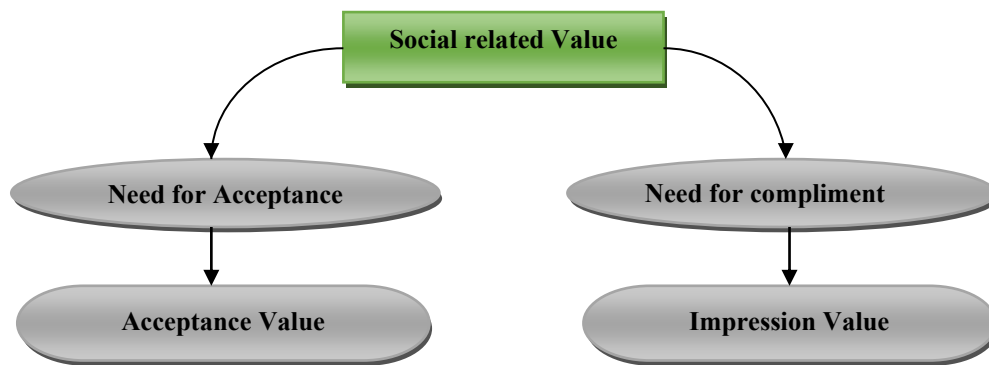 Social related Value
Need for Acceptance
Need for compliment
Acceptance Value
Impression Value